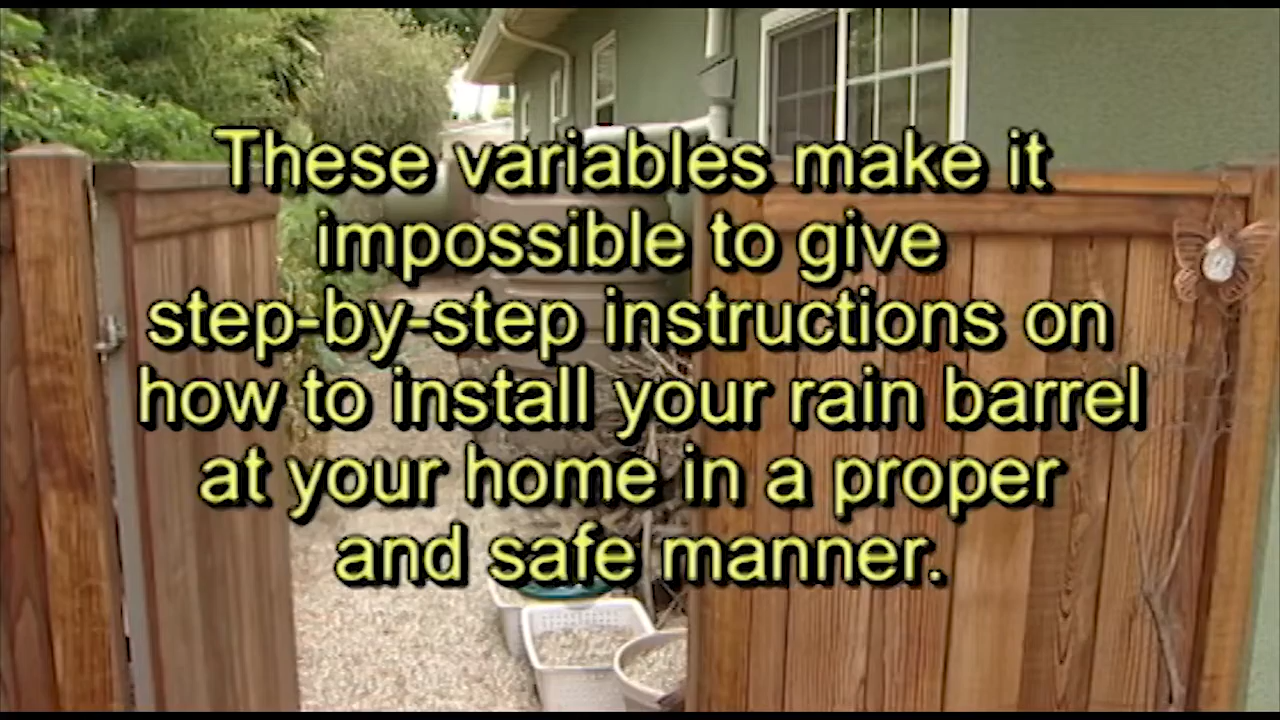 These variables make it
impossible to give
step-by-step instructions on
how to install your rain barrel
at your home in a proper
and safe manner.